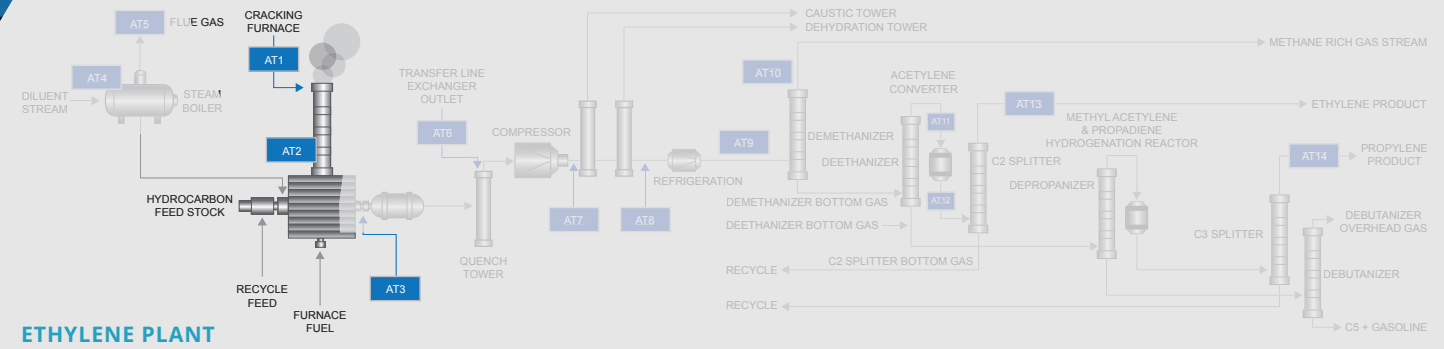 AT5
FLUE GAS
CRACKING
FURNACE
AT1
AT4
DILUENT
STREAM
STEAM
BOILER
AT2
HYDROCARBON
FEED STOCK
RECYCLE
FEED
FURNACE
FUEL
AT3
TRANSFER LINE
EXCHANGER
OUTLET
AT6
COMPRESSOR
QUENCH
TOWER
AT7
AT8
REFRIGERATION
CAUSTIC TOWER
DEHYDRATION TOWER
METHANE RICH GAS STREAM
AT10
AT9
DEMETHANIZER
DEETHANIZER
ACETYLENE
CONVERTER
AT11
AT12
AT13
ETHYLENE PRODUCT
C2 SPLITTER
METHYL ACETYLENE
& PROPADIENE
HYDROGENATION REACTOR
DEPROPANIZER
AT14
PROPYLENE
PRODUCT
DEMETHANIZER BOTTOM GAS
DEETHANIZER BOTTOM GAS
C2 SPLITTER BOTTOM GAS
RECYCLE
RECYCLE
C3 SPLITTER
DEBUTANIZER
OVERHEAD GAS
DEBUTANIZER
C5 + GASOLINE
ETHYLENE PLANT